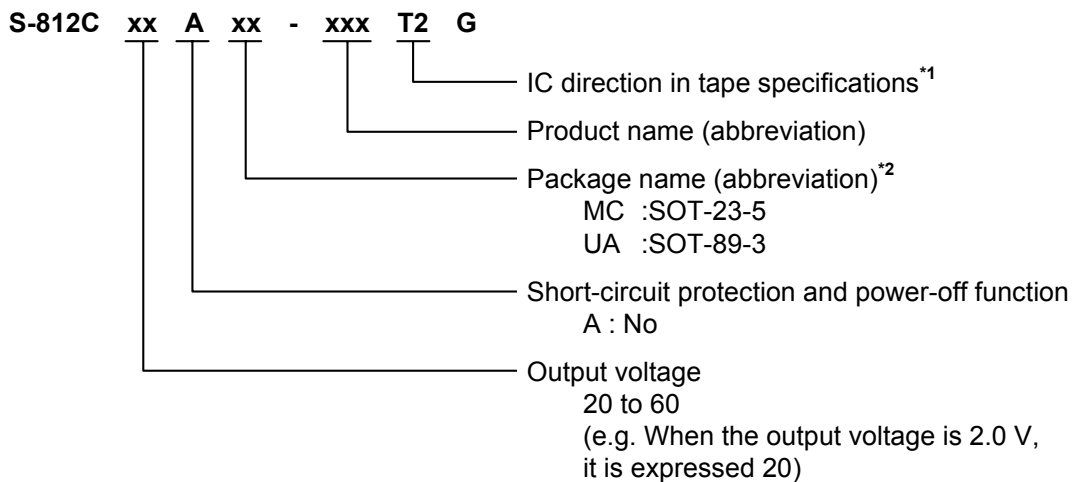 S-812C xx A xx - xxx T2 G
IC direction in tape specifications*1
Product name (abbreviation)
Package name (abbreviation)*2
MC :SOT-23-5
UA :SOT-89-3
Short-circuit protection and power-off function
A : No
Output voltage
20 to 60
(e.g. When the output voltage is 2.0 V,
it is expressed 20)